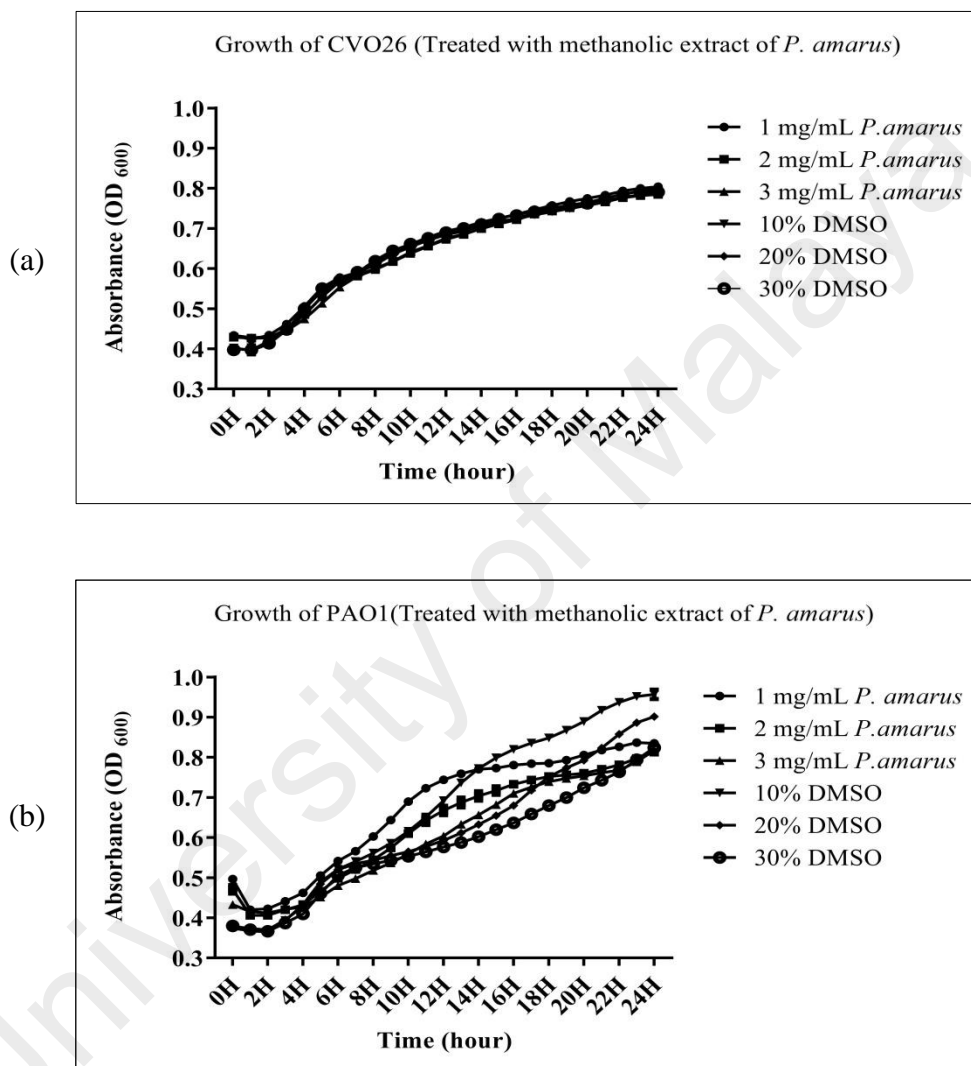 Growth of CVO26 (Treated with methanolic extract of P. amarus)
1.0
0.9
0.8
0.7
0.6
0.5
0.4
0.3
Absorbance (OD 600)
0H 2H 4H 6H 8H 10H 12H 14H 16H 18H 20H 22H 24H
Time (hour)
1 mg/mL P.amarus
2 mg/mL P.amarus
3 mg/mL P.amarus
10% DMSO
20% DMSO
30% DMSO
(a)
Growth of PAO1(Treated with methanolic extract of P. amarus)
1.0
0.9
0.8
0.7
0.6
0.5
0.4
0.3
Absorbance (OD 600)
0H 2H 4H 6H 8H 10H 12H 14H 16H 18H 20H 22H 24H
Time (hour)
1 mg/mL P. amarus
2 mg/mL P.amarus
3 mg/mL P.amarus
10% DMSO
20% DMSO
30% DMSO
(b)
University of Malaya